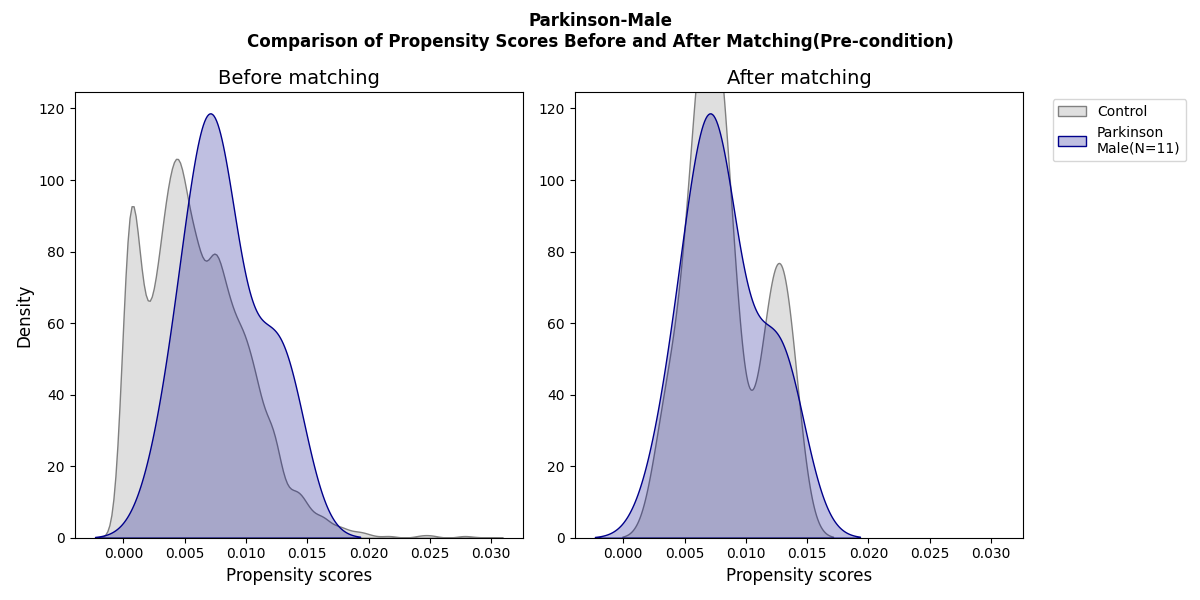 Parkinson-Male
Comparison of Propensity Scores Before and After Matching(Pre-condition)
Before matching
After matching
Density
120
100
80
60
40
20
0
0.000 0.005 0.010 0.015 0.020 0.025 0.030
Propensity scores
120
100
80
60
40
20
0
0.000 0.005 0.010 0.015 0.020 0.025 0.030
Propensity scores
Control
Parkinson
Male(N=11)